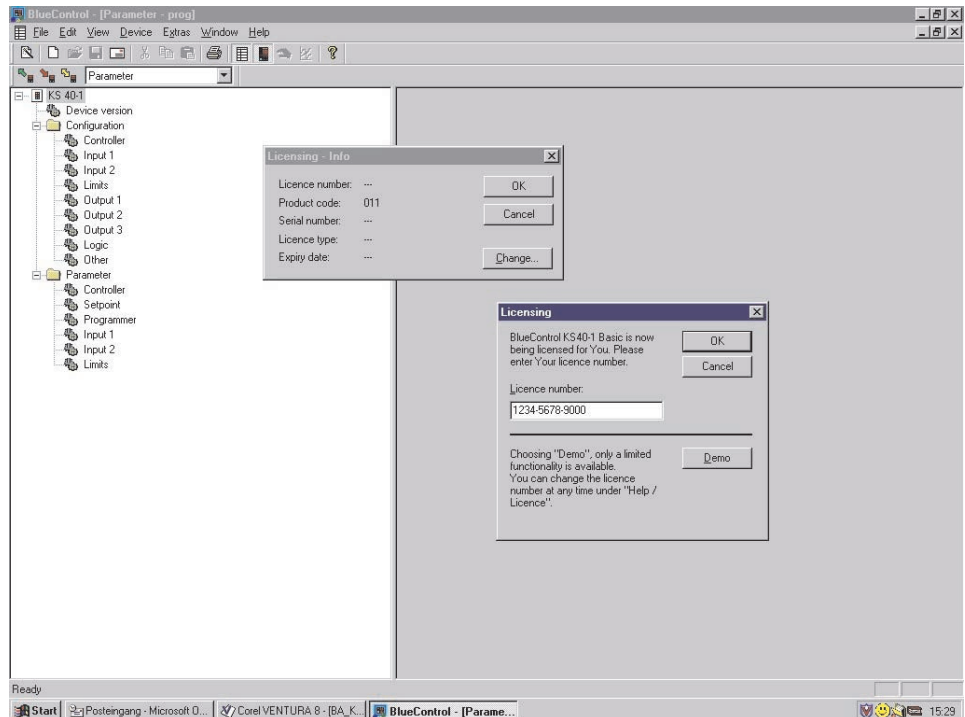 BlueControl - [Parameter - prog]
File Edit View Device Extras Window Help
Parameter
KS 40-1
Device version
Configuration
Controller
Input 1
Input 2
Limits
Output 1
Output 2
Output 3
Logic
Other
Parameter
Controller
Setpoint
Programmer
Input 1
Input 2
Limits
Licensing - Info
Licence number: ---
Product code: 011
Serial number: ---
Licence type: ---
Expiry date: ---
OK
Cancel
Change...
Licensing
BlueControl KS40-1 Basic is now
being licensed for You. Please
enter Your licence number.
OK
Cancel
Licence number:
1234-5678-9000
Choosing "Demo", only a limited
functionality is available.
You can change the licence
number at any time under "Help /
Licence".
Demo
Ready
Start Posteingang - Microsoft O... Corel VENTURA 8 - [BA_K... BlueControl - [Parame... 15:29